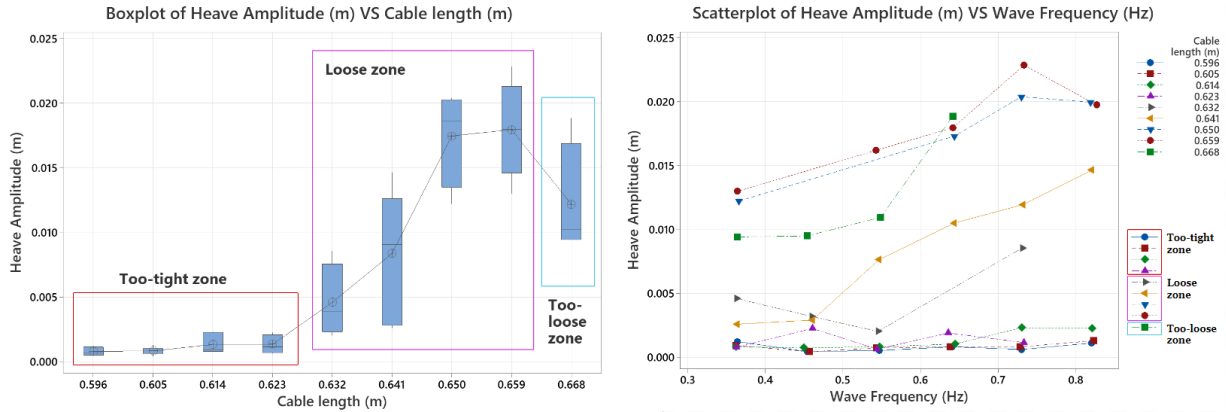 Boxplot of Heave Amplitude (m) VS Cable length (m)
Heave Amplitude (m)
0.025
0.020
0.015
0.010
0.005
0.000
Too-tight zone
Loose zone
Too-
loose
zone
0.596 0.605 0.614 0.623 0.632 0.641 0.650 0.659 0.668
Cable length (m)
Scatterplot of Heave Amplitude (m) VS Wave Frequency (Hz)
Heave Amplitude (m)
0.025
0.020
0.015
0.010
0.005
0.000
0.3 0.4 0.5 0.6 0.7 0.8
Wave Frequency (Hz)
Cable
length (m)
0.596
0.605
0.614
0.623
0.632
0.641
0.650
0.659
0.668
Too-tight
zone
Loose
zone
Too-loose
zone